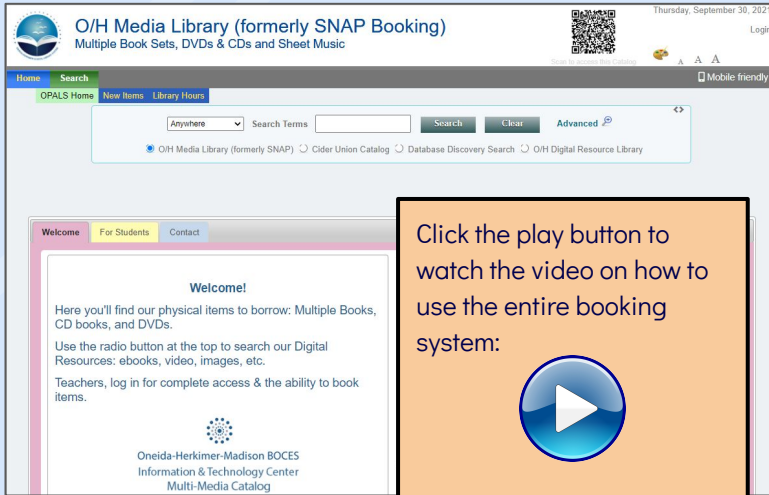 O/H Media Library (formerly SNAP Booking)
Multiple Book Sets, DVDs & CDs and Sheet Music
Scan to access this Catalog
Thursday, September 30, 2021
Login
A A A
Home Search
Mobile friendly
OPALS Home New Items Library Hours
Anywhere Search Terms Search Clear Advanced
O/H Media Library (formerly SNAP) Cider Union Catalog Database Discovery Search O/H Digital Resource Library
Welcome For Students Contact
Welcome!
Here you'll find our physical items to borrow: Multiple Books,
CD books, and DVDs.
Use the radio button at the top to search our Digital
Resources: ebooks, video, images, etc.
Teachers, log in for complete access & the ability to book
items.
Oneida-Herkimer-Madison BOCES
Information & Technology Center
Multi-Media Catalog
Click the play button to
watch the video on how to
use the entire booking
system: